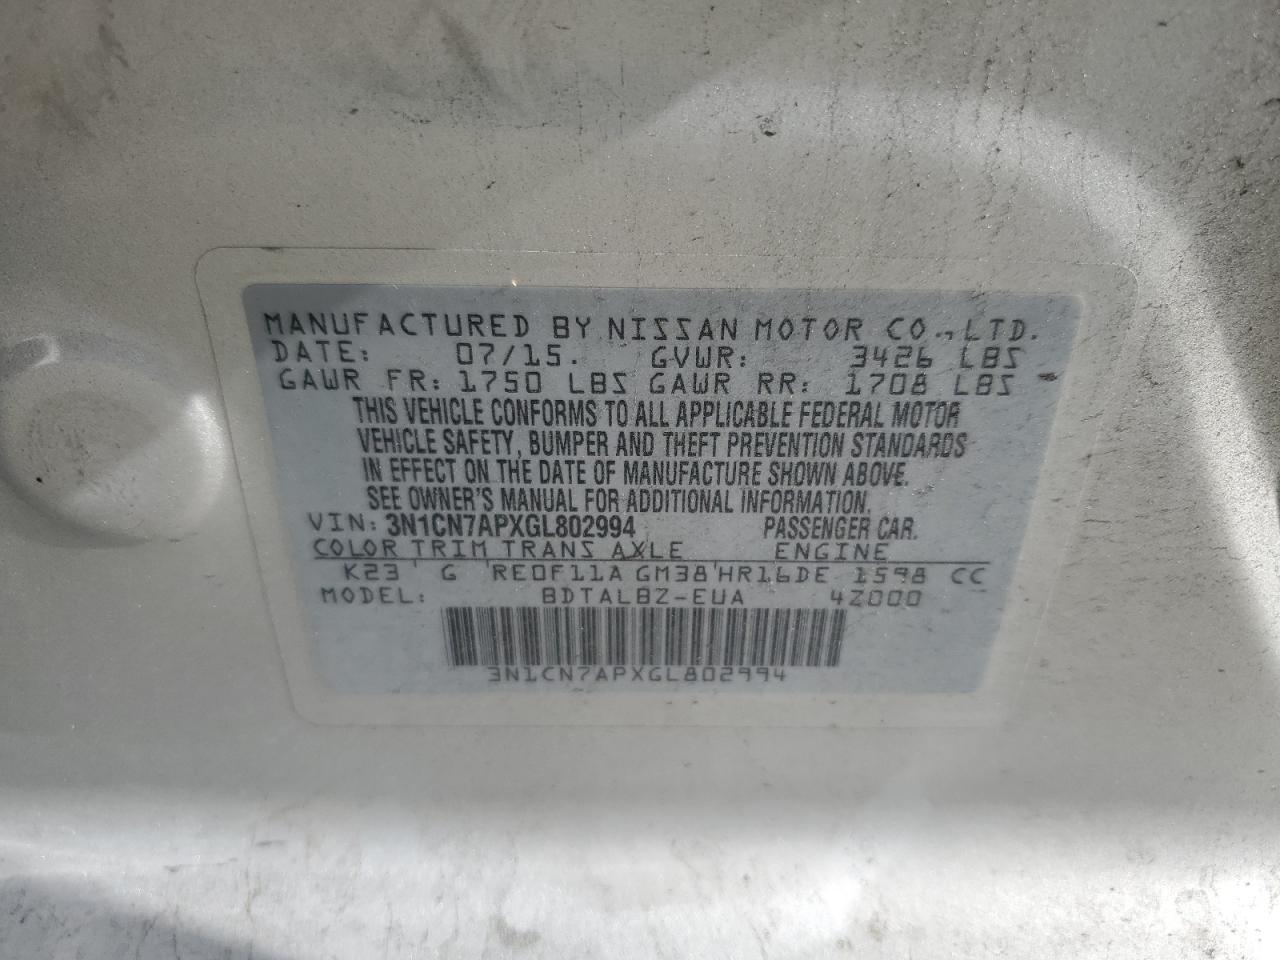 MANUFACTURED BY NISSAN MOTOR CO., LTD.
DATE: 07/15. GVWR: 3426 LBS
GAWR FR: 1750 LBS GAWR RR: 1708 LBS
THIS VEHICLE CONFORMS TO ALL APPLICABLE FEDERAL MOTOR
VEHICLE SAFETY, BUMPER AND THEFT PREVENTION STANDARDS
IN EFFECT ON THE DATE OF MANUFACTURE SHOWN ABOVE.
SEE OWNER'S MANUAL FOR ADDITIONAL INFORMATION.
VIN: 3N1CN7APXGL802994 PASSENGER CAR.
COLOR TRIM TRANS AXLE ENGINE
K23 ' G ' RE0F11A GM38 ' HR16DE 1598 CC
MODEL: BDTALBZ-EUA 4Z000
3N1CN7APXGL802994